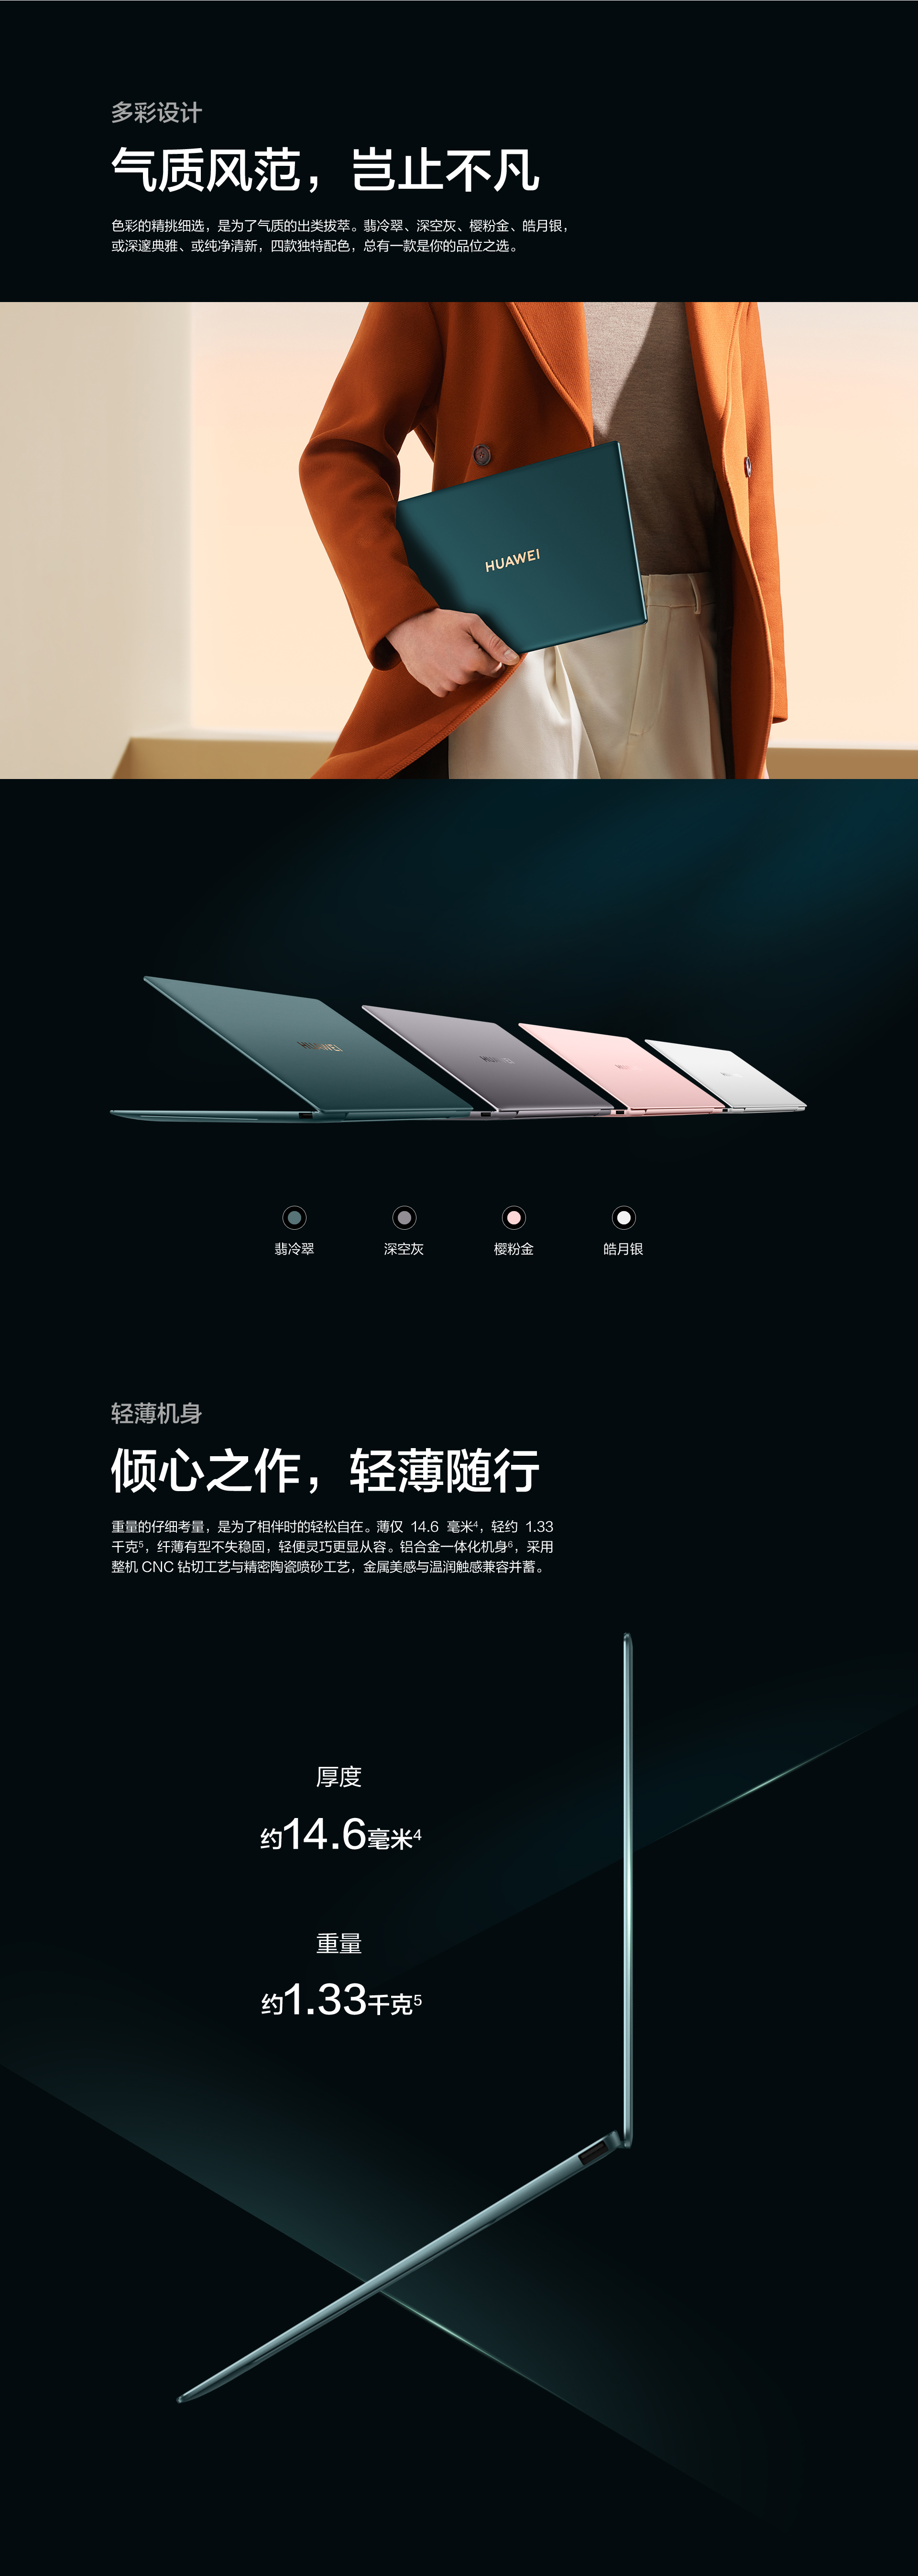 多彩设计
气质风范，岂止不凡
色彩的精挑细选，是为了气质的出类拔萃。翡冷翠、深空灰、樱粉金、皓月银，
或深邃典雅、或纯净清新，四款独特配色，总有一款是你的品位之选。
HUAWEI
HUAWEI
HUAWEI
翡冷翠
深空灰
樱粉金
皓月银
轻薄机身
倾心之作，轻薄随行
重量的仔细考量，是为了相伴时的轻松自在。薄仅 14.6 毫米4，轻约 1.33
千克5，纤薄有型不失稳固，轻便灵巧更显从容。铝合金一体化机身6，采用
整机 CNC 钻切工艺与精密陶瓷喷砂工艺，金属美感与温润触感兼容并蓄。
厚度
约14.6毫米4
重量
约1.33千克5